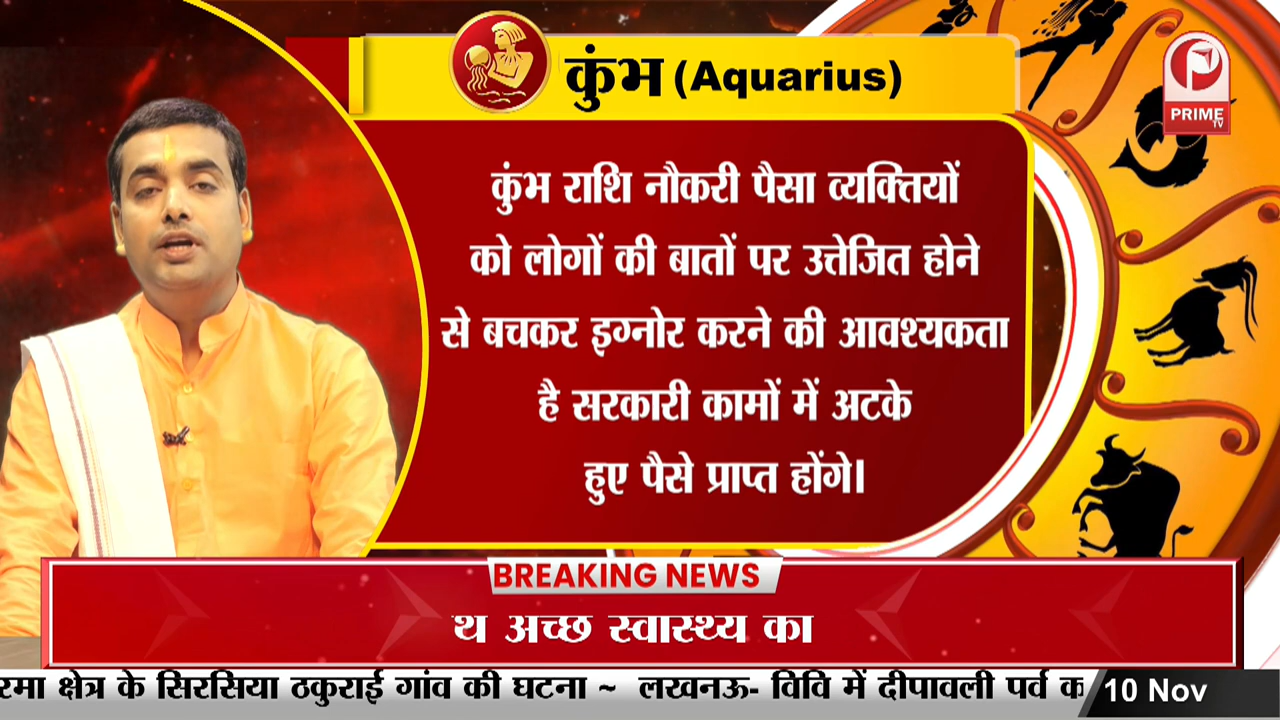 कुंभ (Aquarius)
PRIME
TV
कुंभ राशि नौकरी पैसा व्यक्तियों
को लोगों की बातों पर उत्तेजित होने
से बचकर इग्नोर करने की आवश्यकता
है सरकारी कामों में अटके
हुए पैसे प्राप्त होंगे।
BREAKING NEWS
थ अच्छ स्वास्थ्य का
रमा क्षेत्र के सिरसिया ठकुराई गांव की घटना ~ लखनऊ- विवि में दीपावली पर्व क
10 Nov